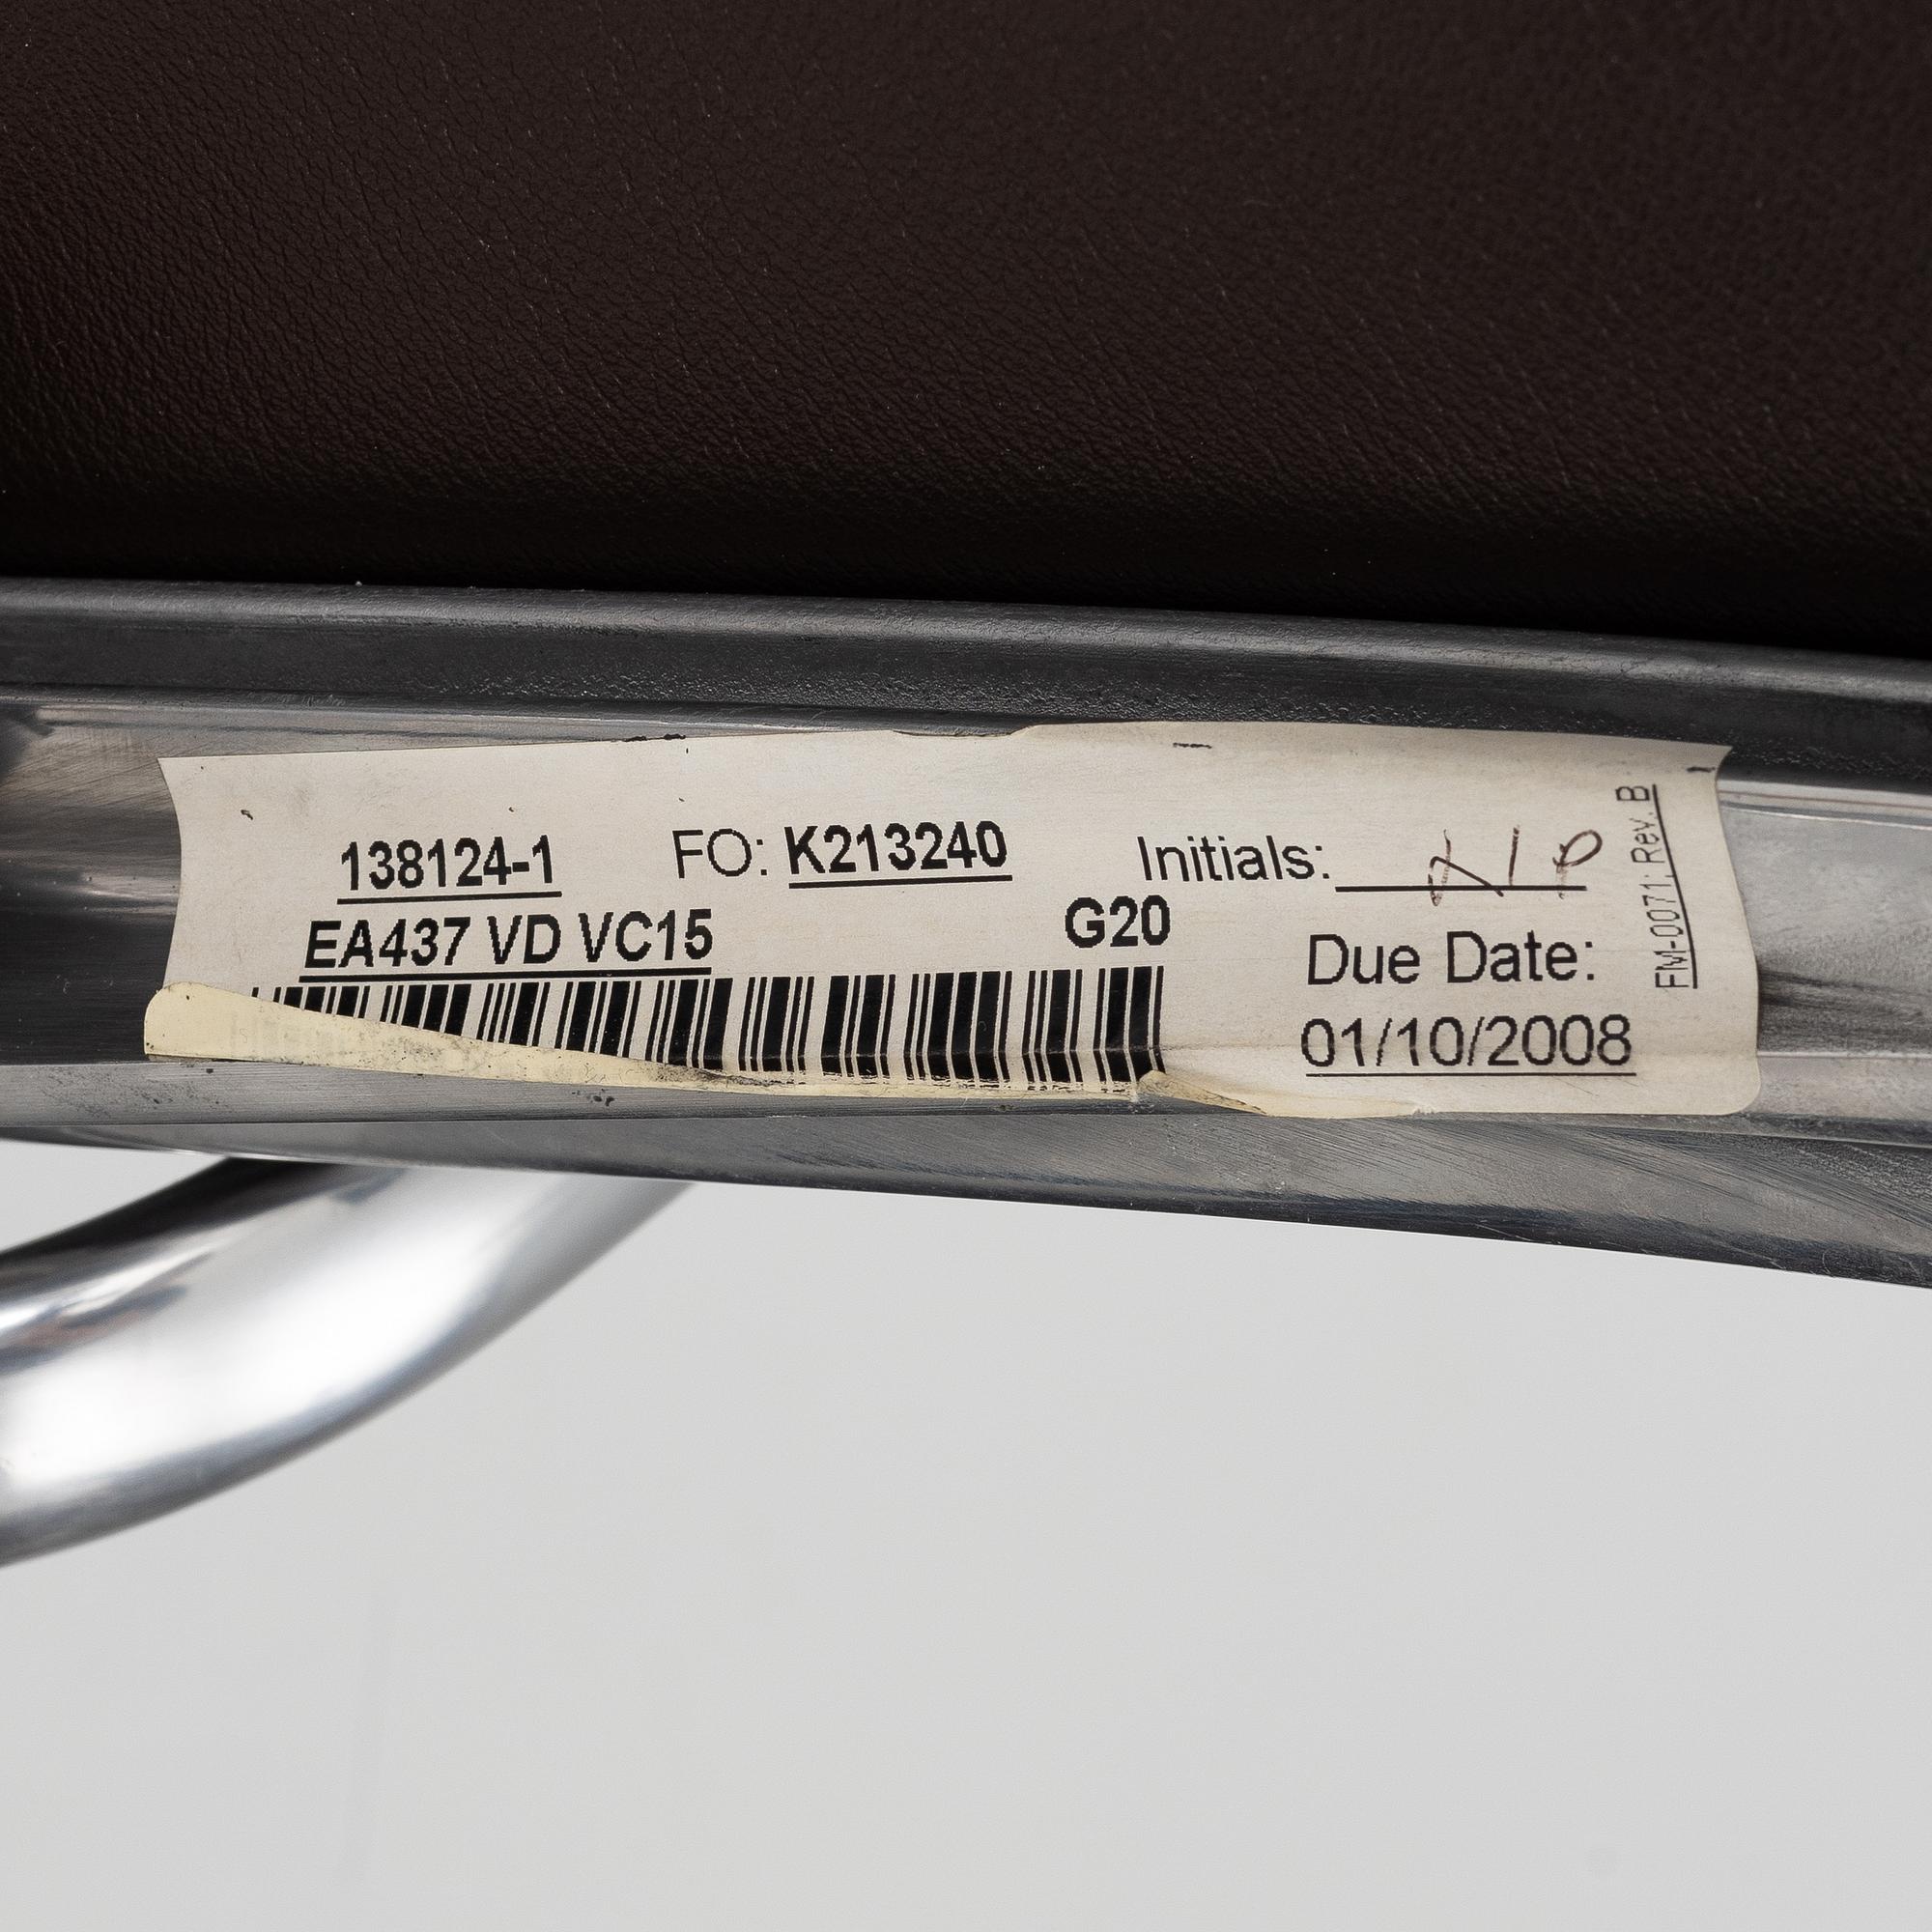 138124-1 FO: K213240 Initials:
EA437 VD VC15 G20
Due Date:
01/10/2008
FM-0071; Rev. B